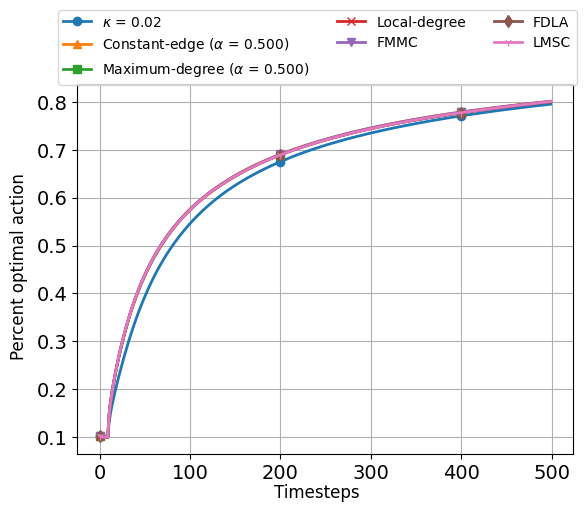 κ = 0.02
Constant-edge (α = 0.500)
Maximum-degree (α = 0.500)
Local-degree
FMMC
FDLA
LMSC
Percent optimal action
0.8
0.7
0.6
0.5
0.4
0.3
0.2
0.1
0 100 200 300 400 500
Timesteps